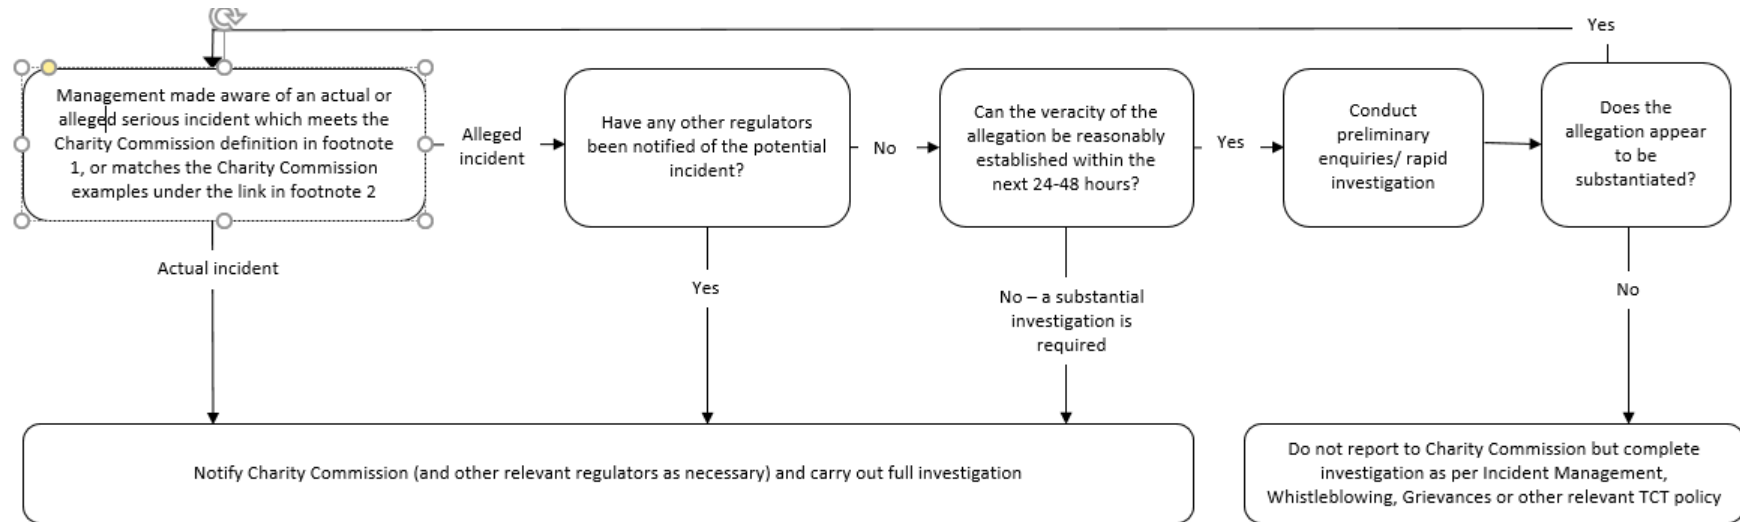 Yes
Management made aware of an actual or
alleged serious incident which meets the
Charity Commission definition in footnote
1, or matches the Charity Commission
examples under the link in footnote 2
Alleged
incident
Have any other regulators
been notified of the potential
incident?
No
Can the veracity of the
allegation be reasonably
established within the
next 24-48 hours?
Yes
Conduct
preliminary
enquiries/ rapid
investigation
Does the
allegation appear
to be
substantiated?
Actual incident
Yes
No – a substantial
investigation is
required
No
Notify Charity Commission (and other relevant regulators as necessary) and carry out full investigation
Do not report to Charity Commission but complete
investigation as per Incident Management,
Whistleblowing, Grievances or other relevant TCT policy